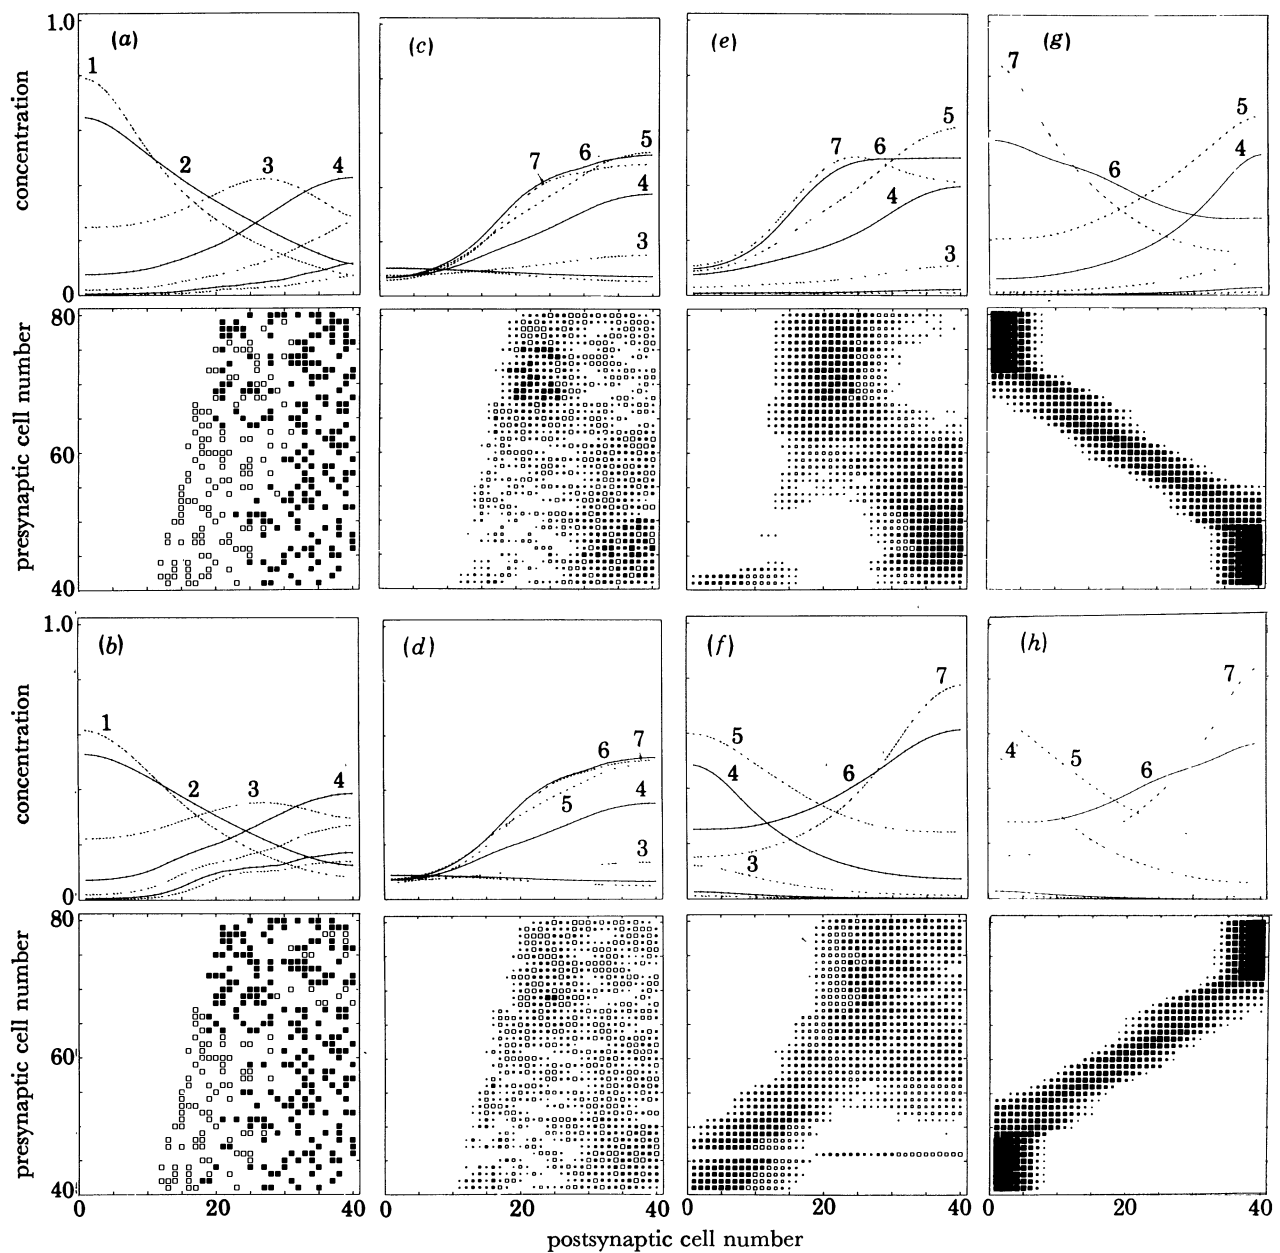 1.0 (a) (c) (e) (g)
concentration
1 2 3 4
7 6 5 4 3
7 6 5 4 3
7 6 5 4
0
presynaptic cell number
80
60
40
1.0 (b) (d) (f) (h)
concentration
1 2 3 4
6 7 5 4 3
5 4 3 6 7
4 5 6 7
0
presynaptic cell number
80
60
40
0 20 40 0 20 40 0 20 40 0 20 40
postsynaptic cell number